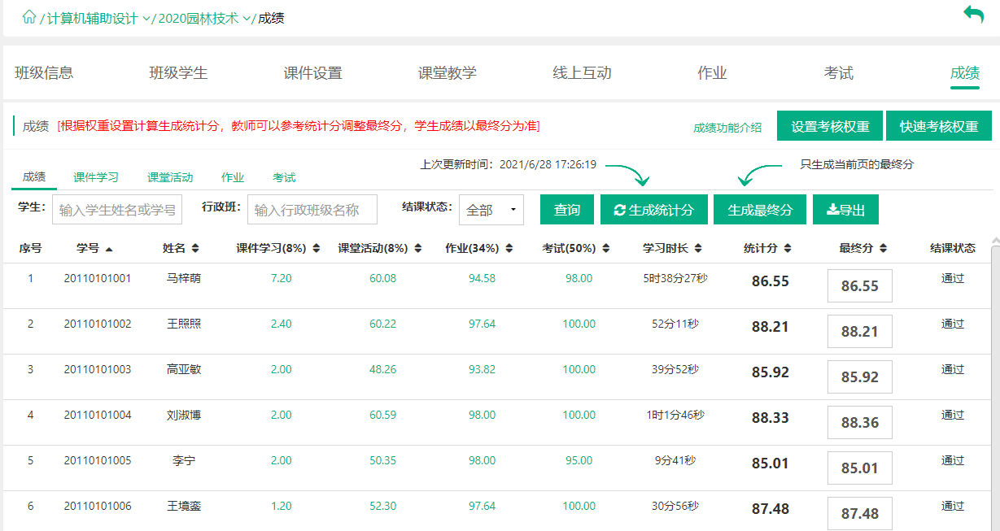 /计算机辅助设计 /2020园林技术 /成绩
班级信息 班级学生 课件设置 课堂教学 线上互动 作业 考试 成绩
成绩 [根据权重设置计算生成统计分，教师可以参考统计分调整最终分，学生成绩以最终分为准] 成绩功能介绍 设置考核权重 快速考核权重
上次更新时间：2021/6/28 17:26:19 只生成当前页的最终分
成绩 课件学习 课堂活动 作业 考试
学生: 输入学生姓名或学号 行政班: 输入行政班级名称 结课状态: 全部 查询 生成统计分 生成最终分 导出
序号 学号 姓名 课件学习(8%) 课堂活动(8%) 作业(34%) 考试(50%) 学习时长 统计分 最终分 结课状态
1 20110101001 马梓萌 7.20 60.08 94.58 98.00 5时38分27秒 86.55 86.55 通过
2 20110101002 王照照 2.40 60.22 97.64 100.00 52分11秒 88.21 88.21 通过
3 20110101003 高亚敏 2.00 48.26 93.82 100.00 39分52秒 85.92 85.92 通过
4 20110101004 刘淑博 2.00 60.59 98.00 100.00 1时1分46秒 88.33 88.36 通过
5 20110101005 李宁 2.00 50.35 98.00 95.00 9分41秒 85.01 85.01 通过
6 20110101006 王境銮 1.20 52.30 97.64 100.00 30分56秒 87.48 87.48 通过